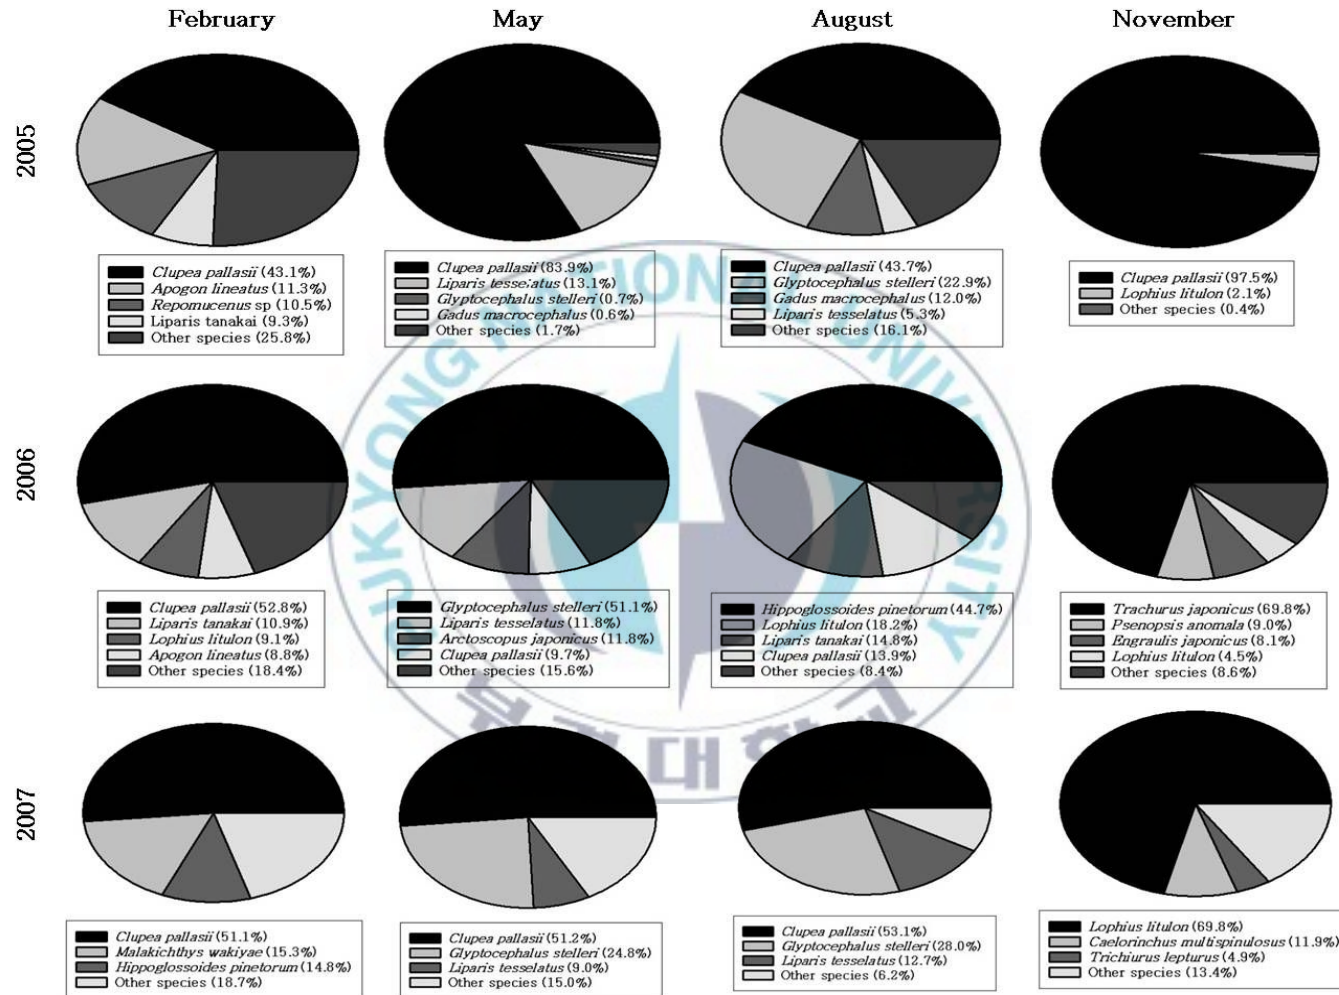 February May August November
2005
Clupea pallasii (43.1%)
Apogon lineatus (11.3%)
Repomucenus sp (10.5%)
Liparis tanakai (9.3%)
Other species (25.8%)
Clupea pallasii (83.9%)
Liparis tesselatus (13.1%)
Glyptocephalus stelleri (0.7%)
Gadus macrocephalus (0.6%)
Other species (1.7%)
Clupea pallasii (43.7%)
Glyptocephalus stelleri (22.9%)
Gadus macrocephalus (12.0%)
Liparis tesselatus (5.3%)
Other species (16.1%)
Clupea pallasii (97.5%)
Lophius litulon (2.1%)
Other species (0.4%)
2006
Clupea pallasii (52.8%)
Liparis tanakai (10.9%)
Lophius litulon (9.1%)
Apogon lineatus (8.8%)
Other species (18.4%)
Glyptocephalus stelleri (51.1%)
Liparis tesselatus (11.8%)
Arctoscopus japonicus (11.8%)
Clupea pallasii (9.7%)
Other species (15.6%)
Hippoglossoides pinetorum (44.7%)
Lophius litulon (18.2%)
Liparis tanakai (14.8%)
Clupea pallasii (13.9%)
Other species (8.4%)
Trachurus japonicus (69.8%)
Psenopsis anomala (9.0%)
Engraulis japonicus (8.1%)
Lophius litulon (4.5%)
Other species (8.6%)
2007
Clupea pallasii (51.1%)
Malakichthys wakiyae (15.3%)
Hippoglossoides pinetorum (14.8%)
Other species (18.7%)
Clupea pallasii (51.2%)
Glyptocephalus stelleri (24.8%)
Liparis tesselatus (9.0%)
Other species (15.0%)
Clupea pallasii (53.1%)
Glyptocephalus stelleri (28.0%)
Liparis tesselatus (12.7%)
Other species (6.2%)
Lophius litulon (69.8%)
Caelorinchus multispinulosus (11.9%)
Trichiurus lepturus (4.9%)
Other species (13.4%)
PUKYONG NATIONAL UNIVERSITY
부경대학교